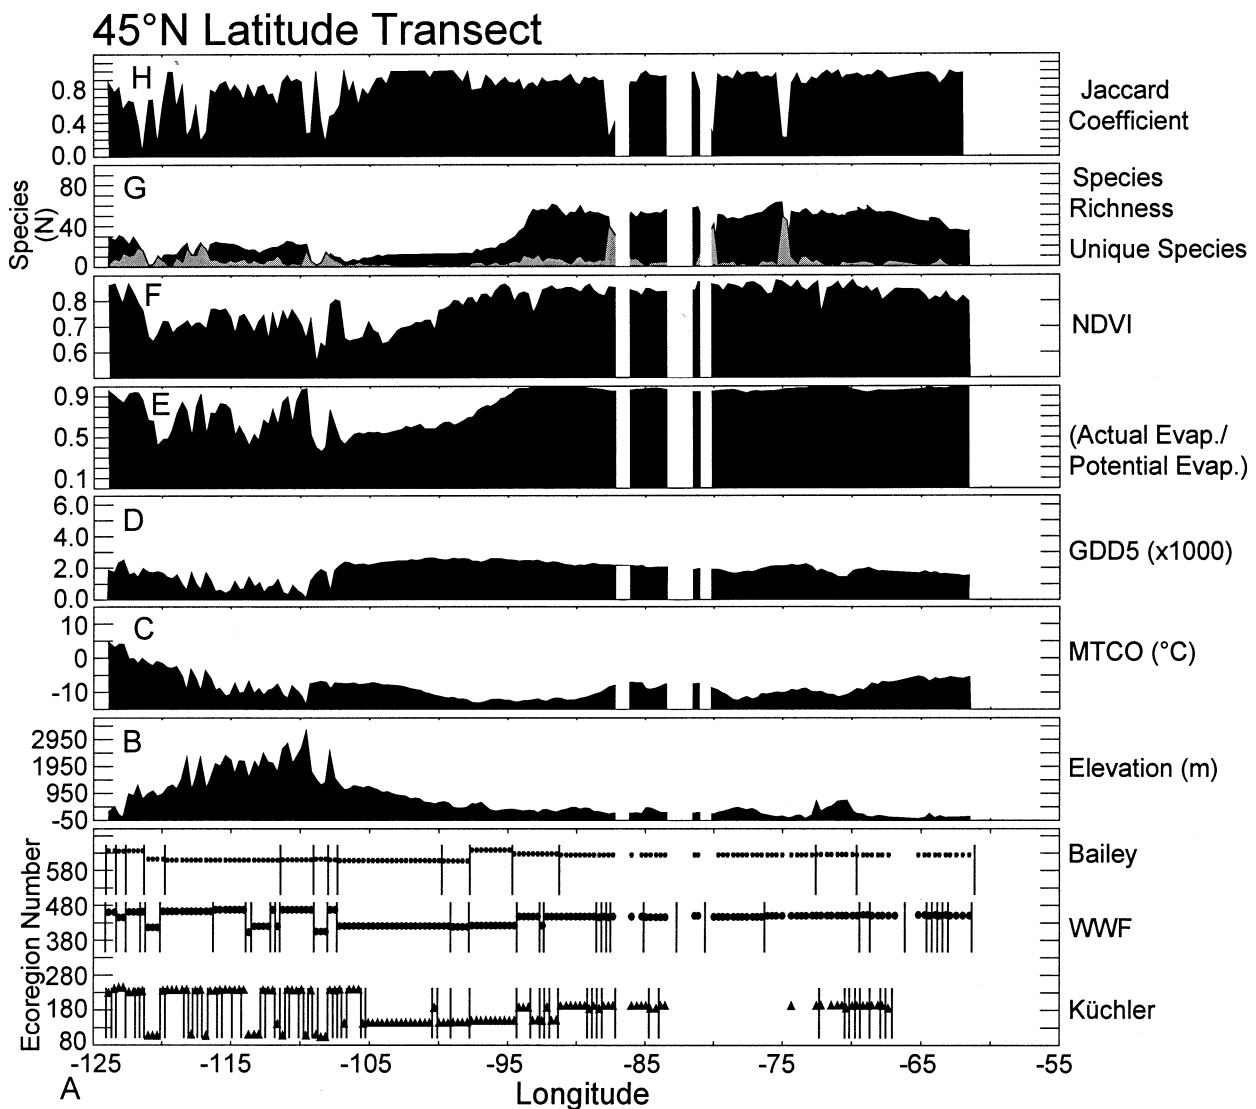 45°N Latitude Transect
H
0.8
0.4
0.0
Jaccard
Coefficient
G
80
40
0
Species
(N)
Species
Richness
Unique Species
F
0.8
0.7
0.6
NDVI
E
0.9
0.5
0.1
(Actual Evap./
Potential Evap.)
D
6.0
4.0
2.0
0.0
GDD5 (x1000)
C
10
0
-10
MTCO (°C)
B
2950
1950
950
-50
Elevation (m)
Ecoregion Number
580
Bailey
480
380
WWF
280
180
80
Küchler
-125
-115
-105
-95
-85
-75
-65
-55
A
Longitude